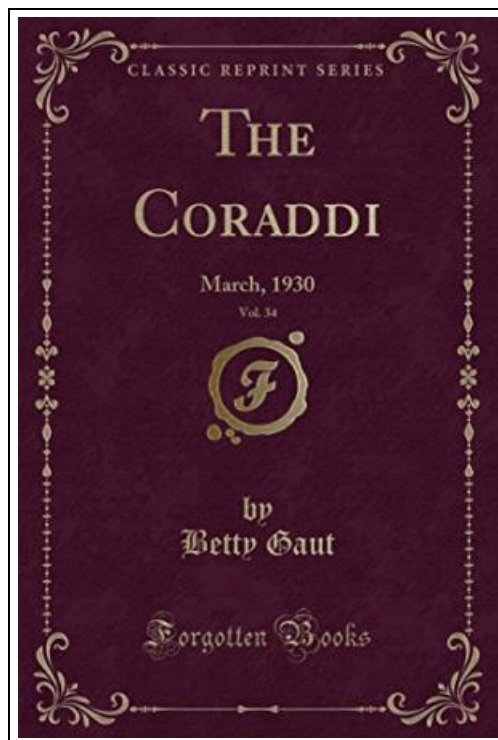 CLASSIC REPRINT SERIES
THE
CORADDI
March, 1930
Vol. 34
F
by
Betty Gaut
Forgotten Books